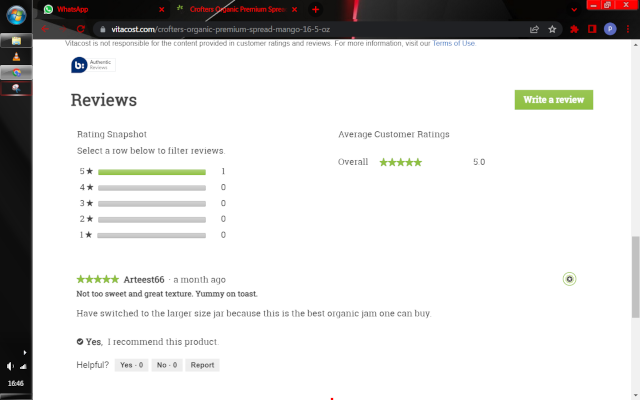 WhatsApp
Crofters Organic Premium Spread
vitacost.com/crofters-organic-premium-spread-mango-16-5-oz
P
Vitacost is not responsible for the content provided in customer ratings and reviews. For more information, visit our Terms of Use.
b: Authentic
Reviews
Reviews
Write a review
Rating Snapshot
Average Customer Ratings
Select a row below to filter reviews.
Overall ★★★★★ 5.0
5 ★ 1
4 ★ 0
3 ★ 0
2 ★ 0
1 ★ 0
★★★★★ Arteest66 · a month ago
Not too sweet and great texture. Yummy on toast.
Have switched to the larger size jar because this is the best organic jam one can buy.
Yes, I recommend this product.
Helpful? Yes · 0 No · 0 Report
16:46